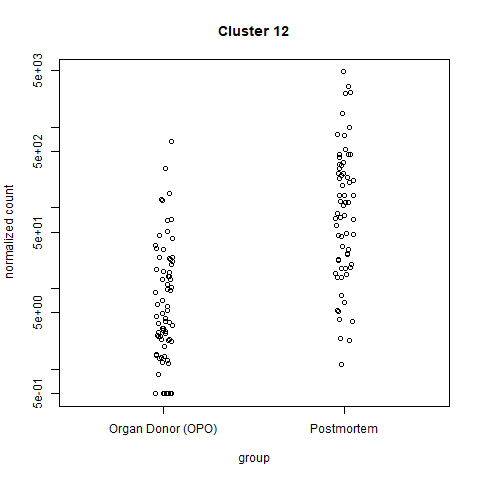 Cluster 12
5e+03
5e+02
5e+01
5e+00
5e-01
normalized count
Organ Donor (OPO) Postmortem
group